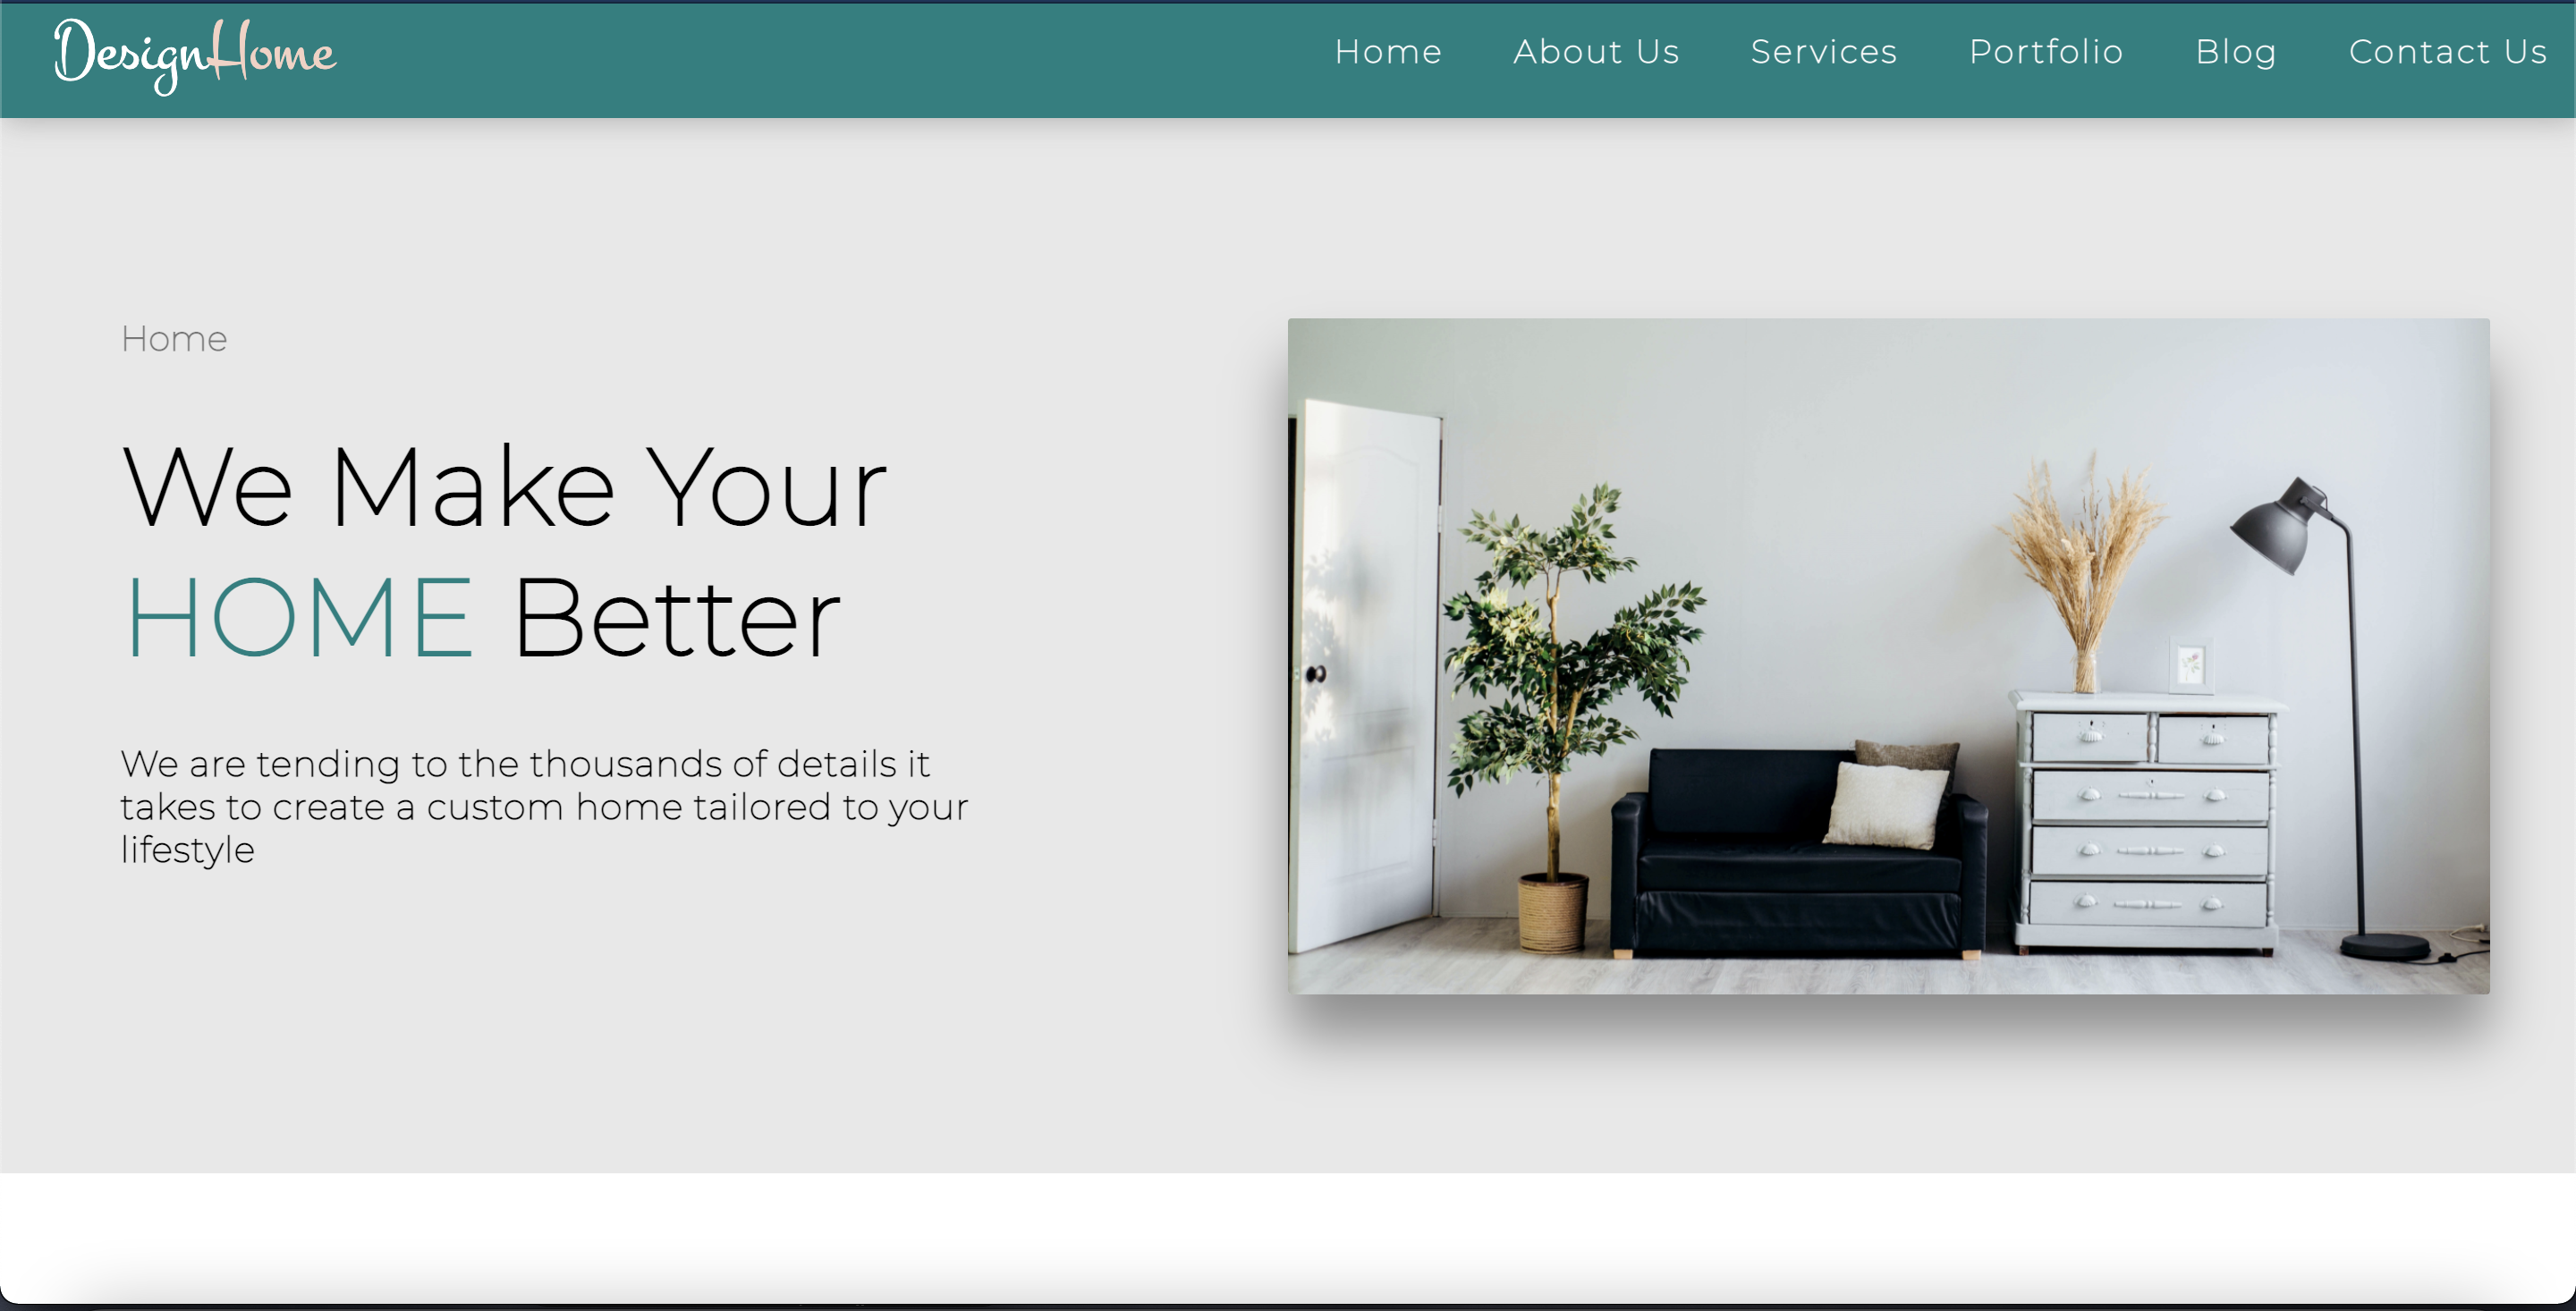 DesignHome
Home About Us Services Portfolio Blog Contact Us
Home
We Make Your
HOME Better
We are tending to the thousands of details it
takes to create a custom home tailored to your
lifestyle